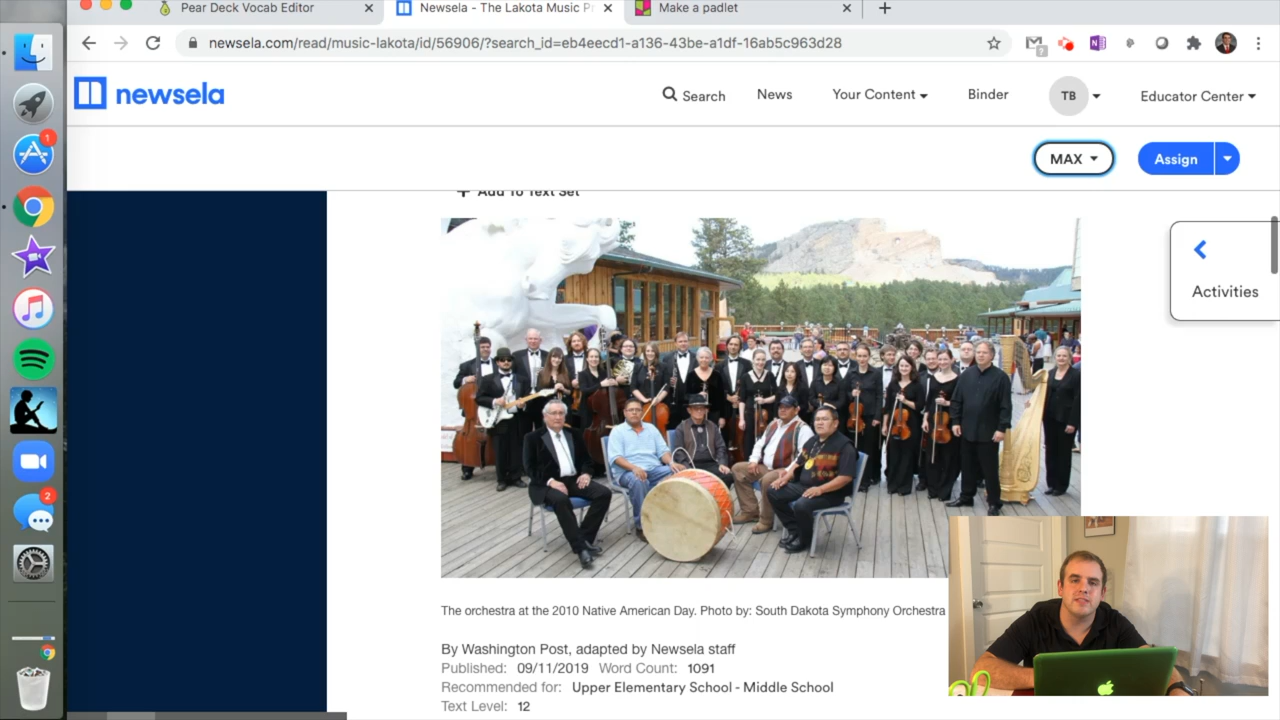 Pear Deck Vocab Editor
Newsela - The Lakota Music Pr
Make a padlet
newsela.com/read/music-lakota/id/56906/?search_id=eb4eecd1-a136-43be-a1df-16ab5c963d28
newsela
Search
News
Your Content
Binder
TB
Educator Center
MAX
Assign
1
Add To Text Set
Activities
2
The orchestra at the 2010 Native American Day. Photo by: South Dakota Symphony Orchestra
By Washington Post, adapted by Newsela staff
Published: 09/11/2019 Word Count: 1091
Recommended for: Upper Elementary School - Middle School
Text Level: 12